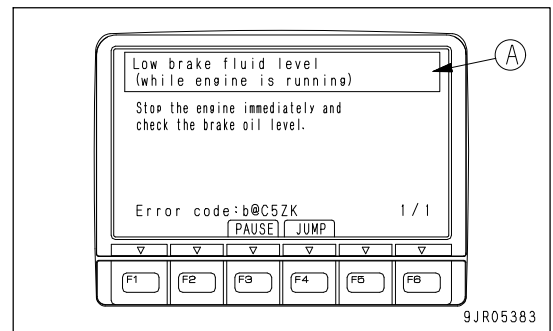 Low brake fluid level
(while engine is running)
A
Stop the engine immediately and
check the brake oil level.
Error code:b@C5ZK 1/1
PAUSE JUMP
F1 F2 F3 F4 F5 F6
9JR05383